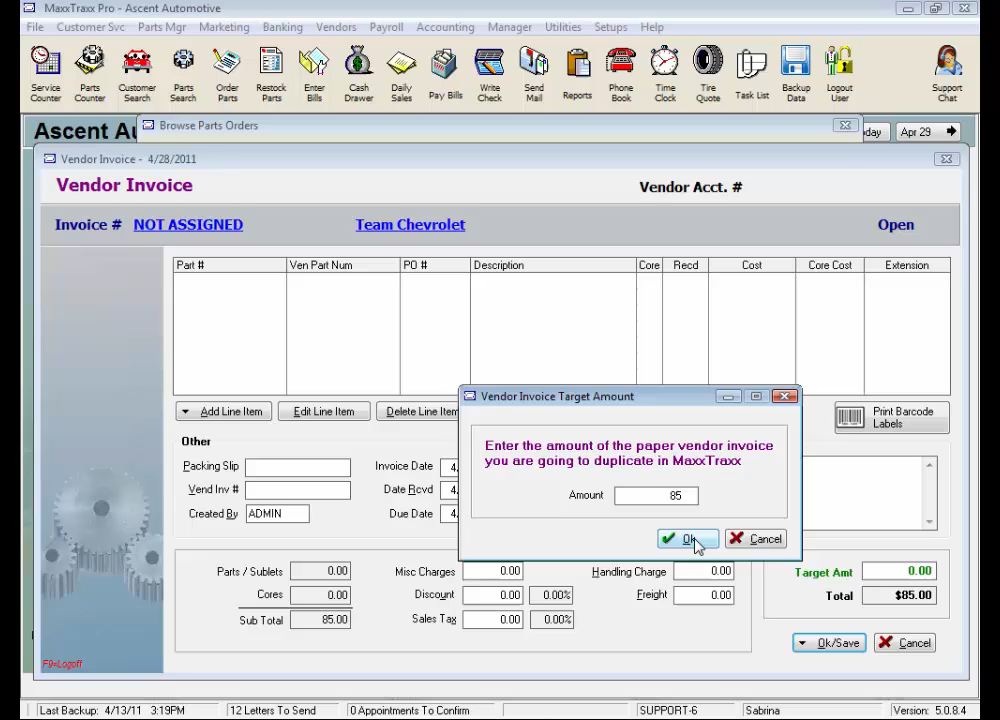 MaxxTraxx Pro - Ascent Automotive
File Customer Svc Parts Mgr Marketing Banking Vendors Payroll Accounting Manager Utilities Setups Help
Service Counter
Parts Counter
Customer Search
Parts Search
Order Parts
Restock Parts
Enter Bills
Cash Drawer
Daily Sales
Pay Bills
Write Check
Send Mail
Reports
Phone Book
Time Clock
Tire Quote
Task List
Backup Data
Logout User
Support Chat
Ascent Au
Browse Parts Orders
day Apr 29
Vendor Invoice - 4/28/2011
Vendor Invoice Vendor Acct. #
Invoice # NOT ASSIGNED Team Chevrolet Open
Part # Ven Part Num PO # Description Core Recd Cost Core Cost Extension
Vendor Invoice Target Amount
Enter the amount of the paper vendor invoice
you are going to duplicate in MaxxTraxx
Amount 85
Ok Cancel
Add Line Item Edit Line Item Delete Line Item
Print Barcode
Labels
Other
Packing Slip Invoice Date 4
Vend Inv # Date Rcvd 4
Created By ADMIN Due Date 4
Parts / Sublets 0.00 Misc Charges 0.00 Handling Charge 0.00 Target Amt 0.00
Cores 0.00 Discount 0.00 0.00% Freight 0.00 Total $85.00
Sub Total 85.00 Sales Tax 0.00 0.00%
Ok/Save Cancel
F9=Logoff
Last Backup: 4/13/11 3:19PM 12 Letters To Send 0 Appointments To Confirm SUPPORT-6 Sabrina Version: 5.0.8.4